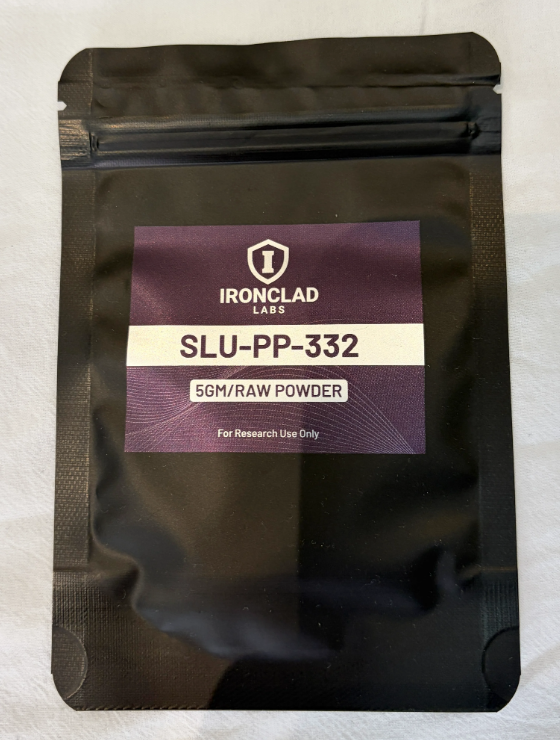 IRONCLAD
LABS
SLU-PP-332
5GM/RAW POWDER
For Research Use Only